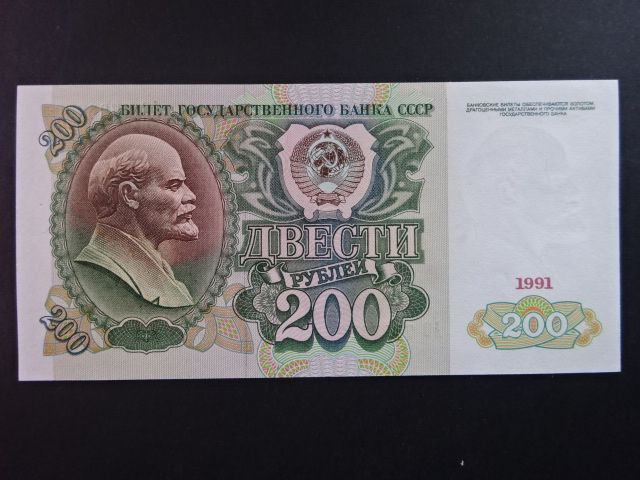 БИЛЕТ ГОСУДАРСТВЕННОГО БАНКА СССР
БАНКОВСКИЕ БИЛЕТЫ ОБЕСПЕЧИВАЮТСЯ ЗОЛОТОМ,
ДРАГОЦЕННЫМИ МЕТАЛЛАМИ И ПРОЧИМИ АКТИВАМИ
ГОСУДАРСТВЕННОГО БАНКА
200
ДВЕСТИ
РУБЛЕЙ
200
1991
200
200